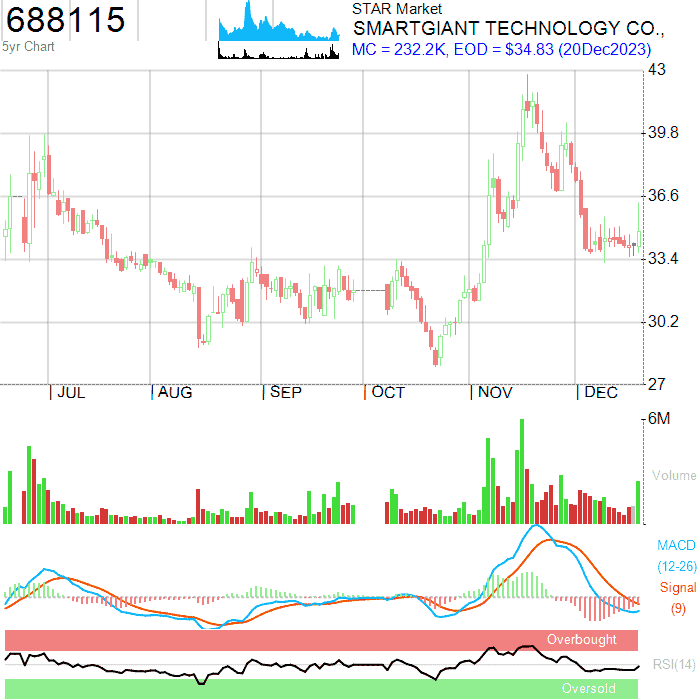 688115
5yr Chart
STAR Market
SMARTGIANT TECHNOLOGY CO.,
MC = 232.2K, EOD = $34.83 (20Dec2023)
43
39.8
36.6
33.4
30.2
27
JUL AUG SEP OCT NOV DEC
6M
Volume
MACD
(12-26)
Signal
(9)
Overbought
RSI(14)
Oversold